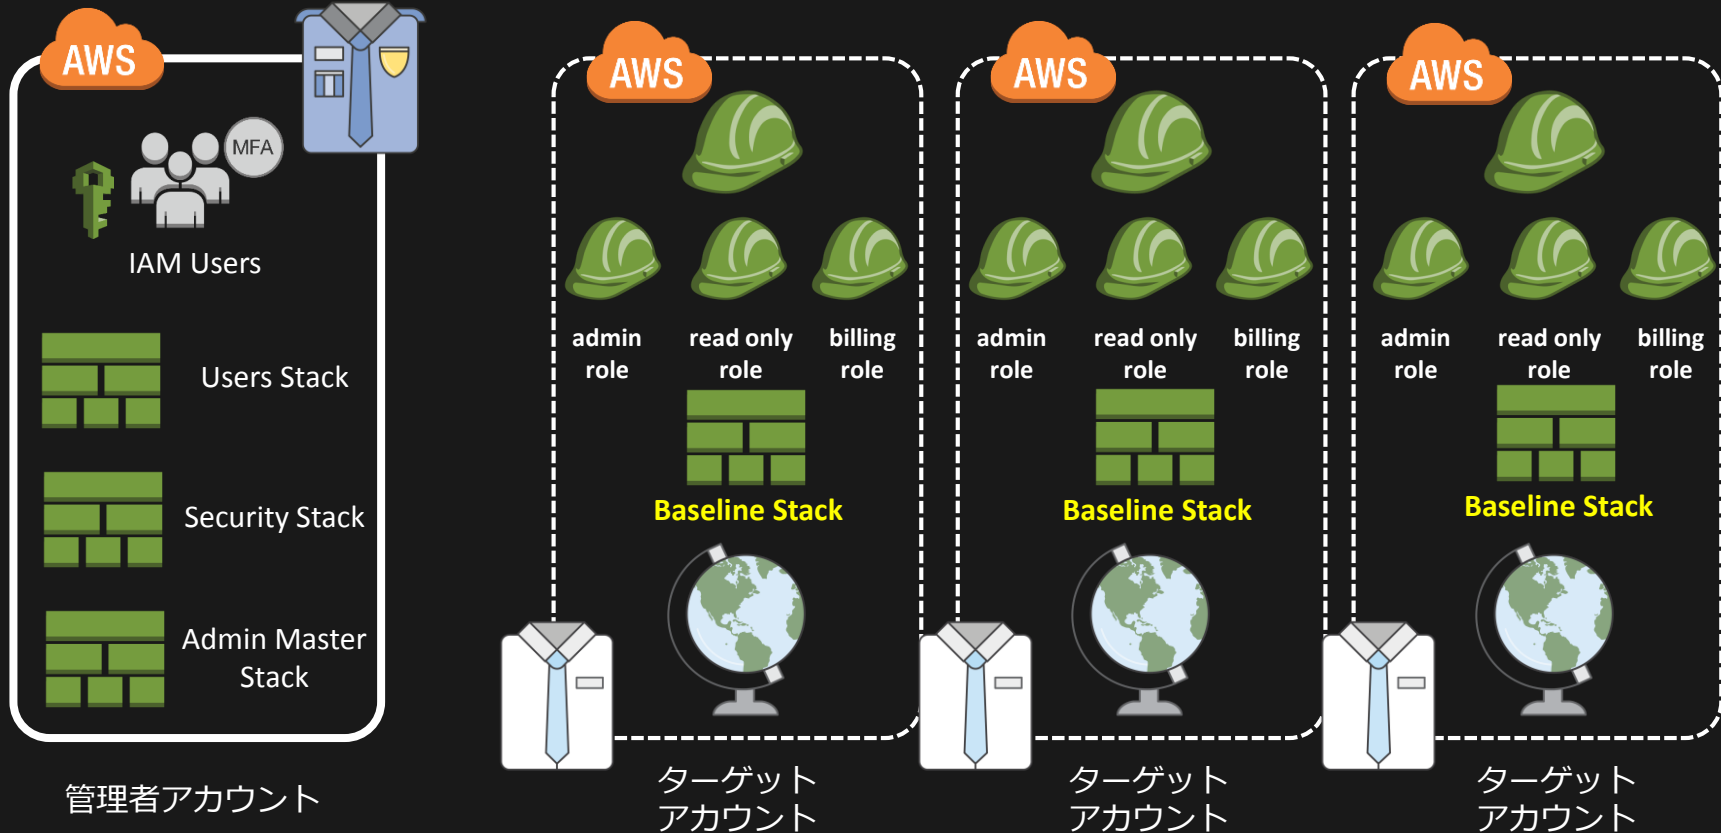 AWS
MFA
IAM Users
Users Stack
Security Stack
Admin Master
Stack
管理者アカウント
AWS
admin
role
read only
role
billing
role
Baseline Stack
ターゲット
アカウント
AWS
admin
role
read only
role
billing
role
Baseline Stack
ターゲット
アカウント
AWS
admin
role
read only
role
billing
role
Baseline Stack
ターゲット
アカウント